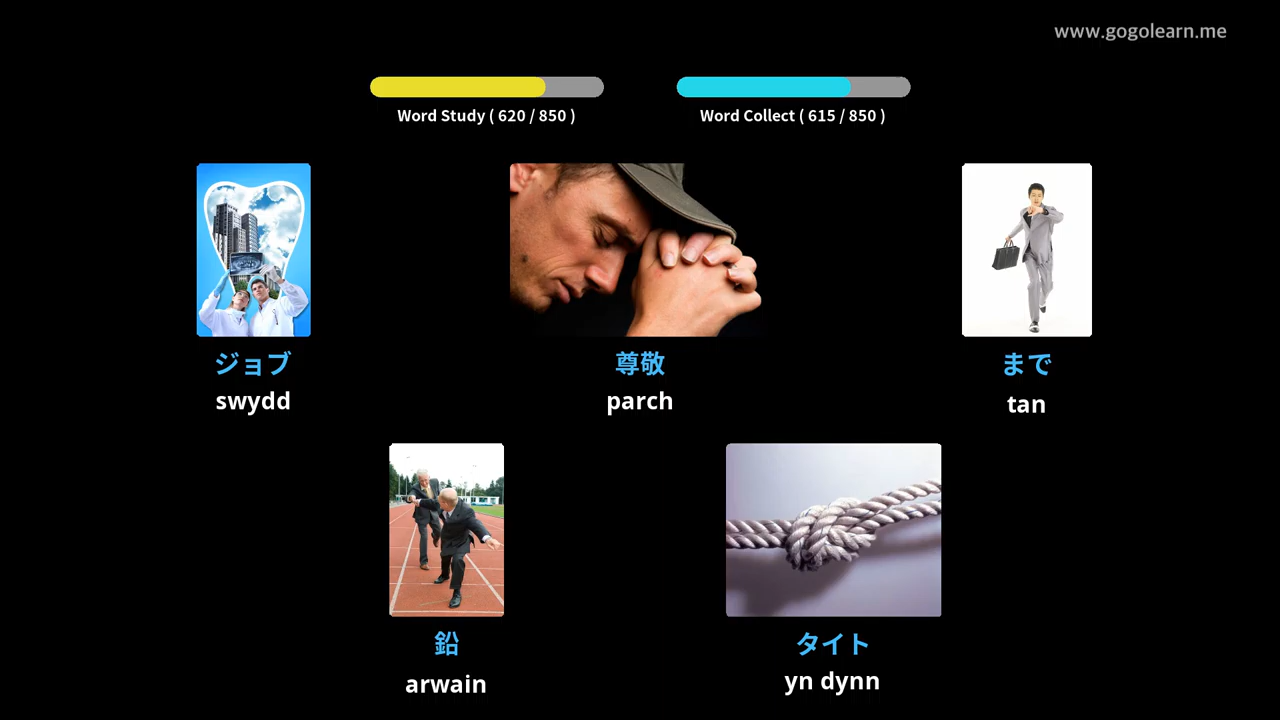 www.gogolearn.me
Word Study ( 620 / 850 )
Word Collect ( 615 / 850 )
ジョブ
swydd
尊敬
parch
まで
tan
鉛
arwain
タイト
yn dynn